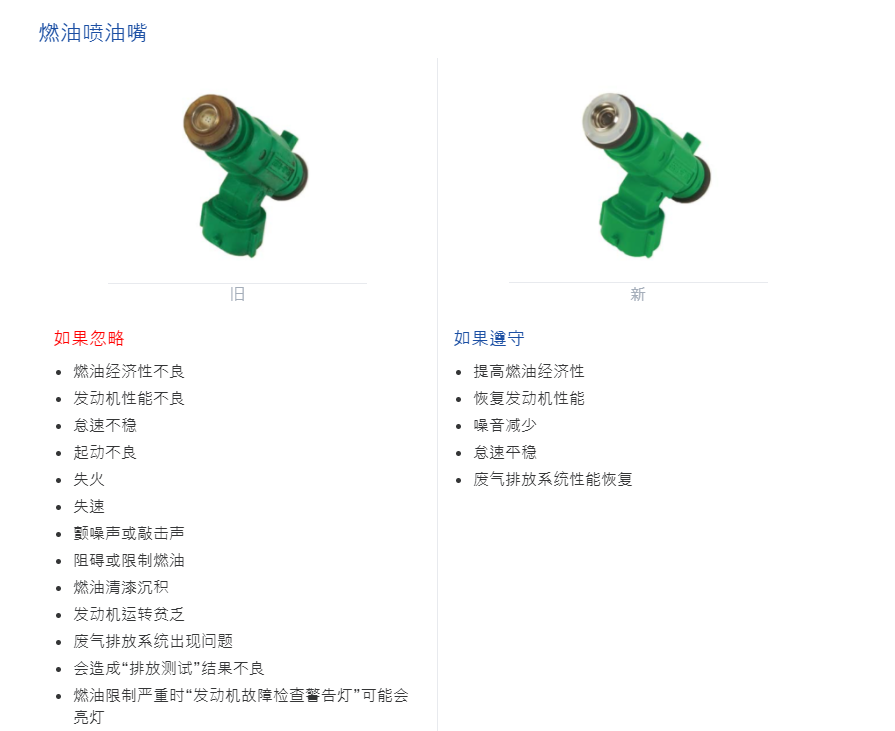 燃油喷油嘴
旧
如果忽略
燃油经济性不良
发动机性能不良
怠速不稳
起动不良
失火
失速
颤噪声或敲击声
阻碍或限制燃油
燃油清漆沉积
发动机运转贫乏
废气排放系统出现问题
会造成“排放测试”结果不良
燃油限制严重时“发动机故障检查警告灯”可能会
亮灯
新
如果遵守
提高燃油经济性
恢复发动机性能
噪音减少
怠速平稳
废气排放系统性能恢复